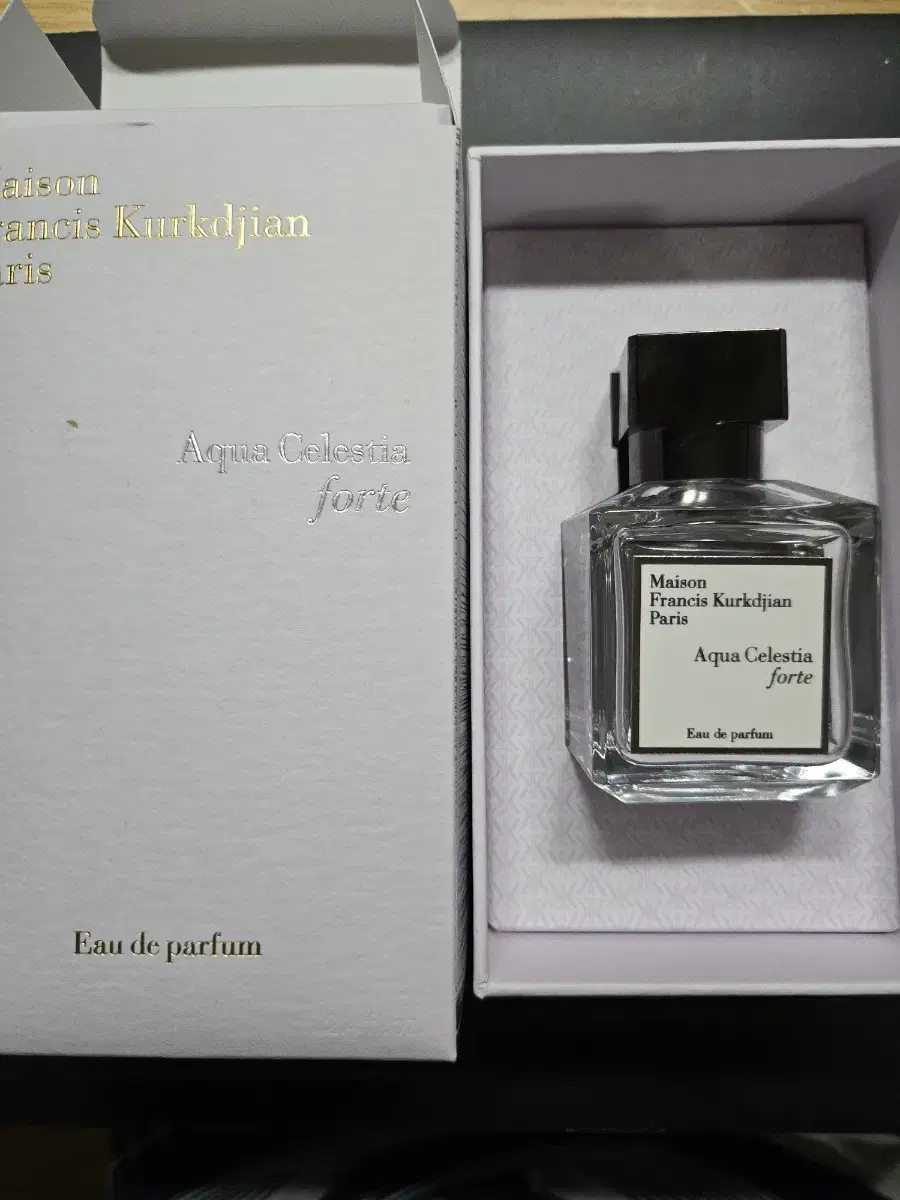 aison
rancis Kurkdjian
aris
Aqua Celestia
forte
Eau de parfum
Maison
Francis Kurkdjian
Paris
Aqua Celestia
forte
Eau de parfum